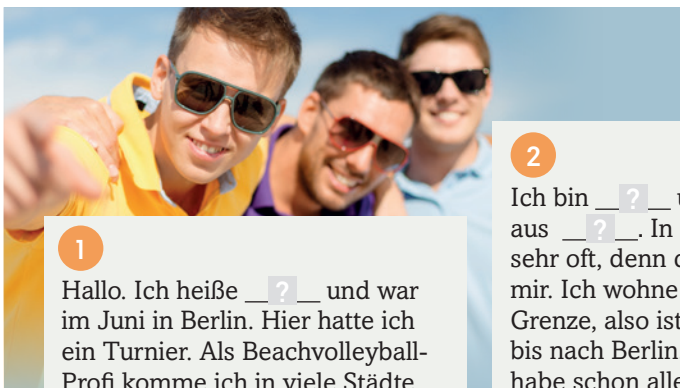 1
Hallo. Ich heiße __?__ und war
im Juni in Berlin. Hier hatte ich
ein Turnier. Als Beachvolleyball-
Profi komme ich in viele Städte
2
Ich bin __?__
aus __?__. In
sehr oft, denn
mir. Ich wohne
Grenze, also ist
bis nach Berlin
habe schon alle